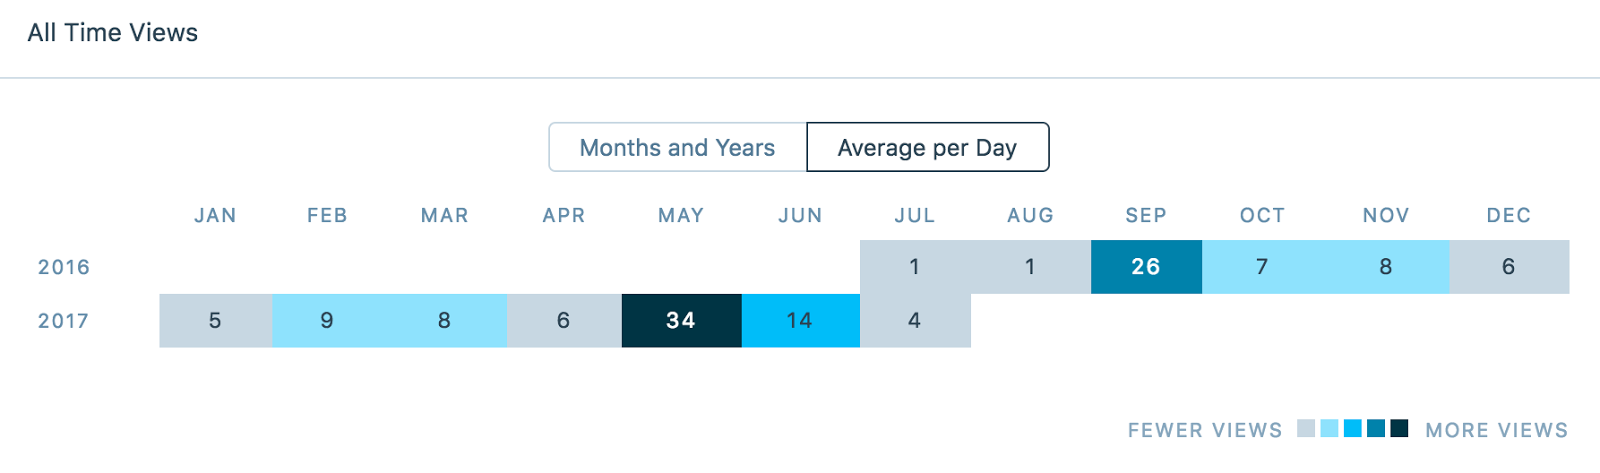 All Time Views
Months and Years Average per Day
JAN FEB MAR APR MAY JUN JUL AUG SEP OCT NOV DEC
2016 1 1 26 7 8 6
2017 5 9 8 6 34 14 4
FEWER VIEWS MORE VIEWS